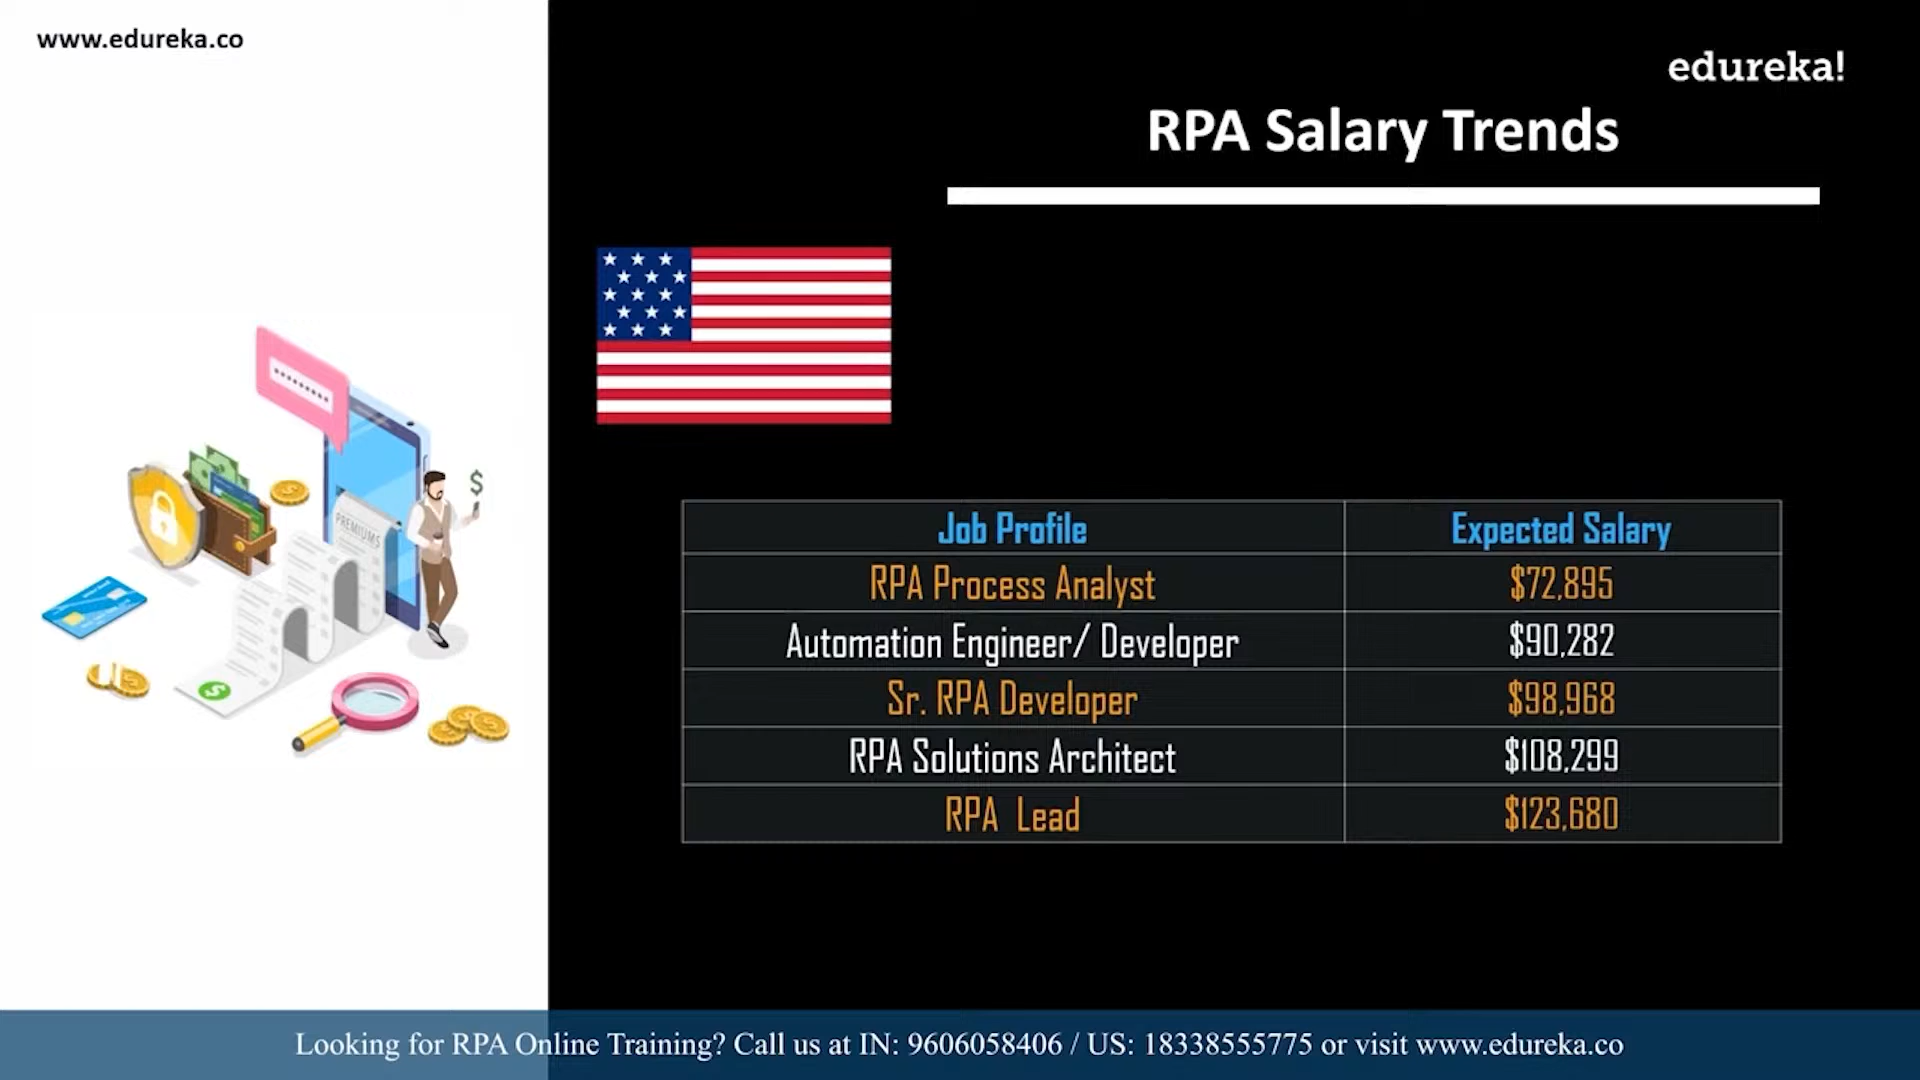 www.edureka.co
edureka!
RPA Salary Trends
PREMIUMS
Job Profile Expected Salary
RPA Process Analyst $72,895
Automation Engineer/ Developer $90,282
Sr. RPA Developer $98,968
RPA Solutions Architect $108,299
RPA Lead $123,680
Looking for RPA Online Training? Call us at IN: 9606058406 / US: 18338555775 or visit www.edureka.co